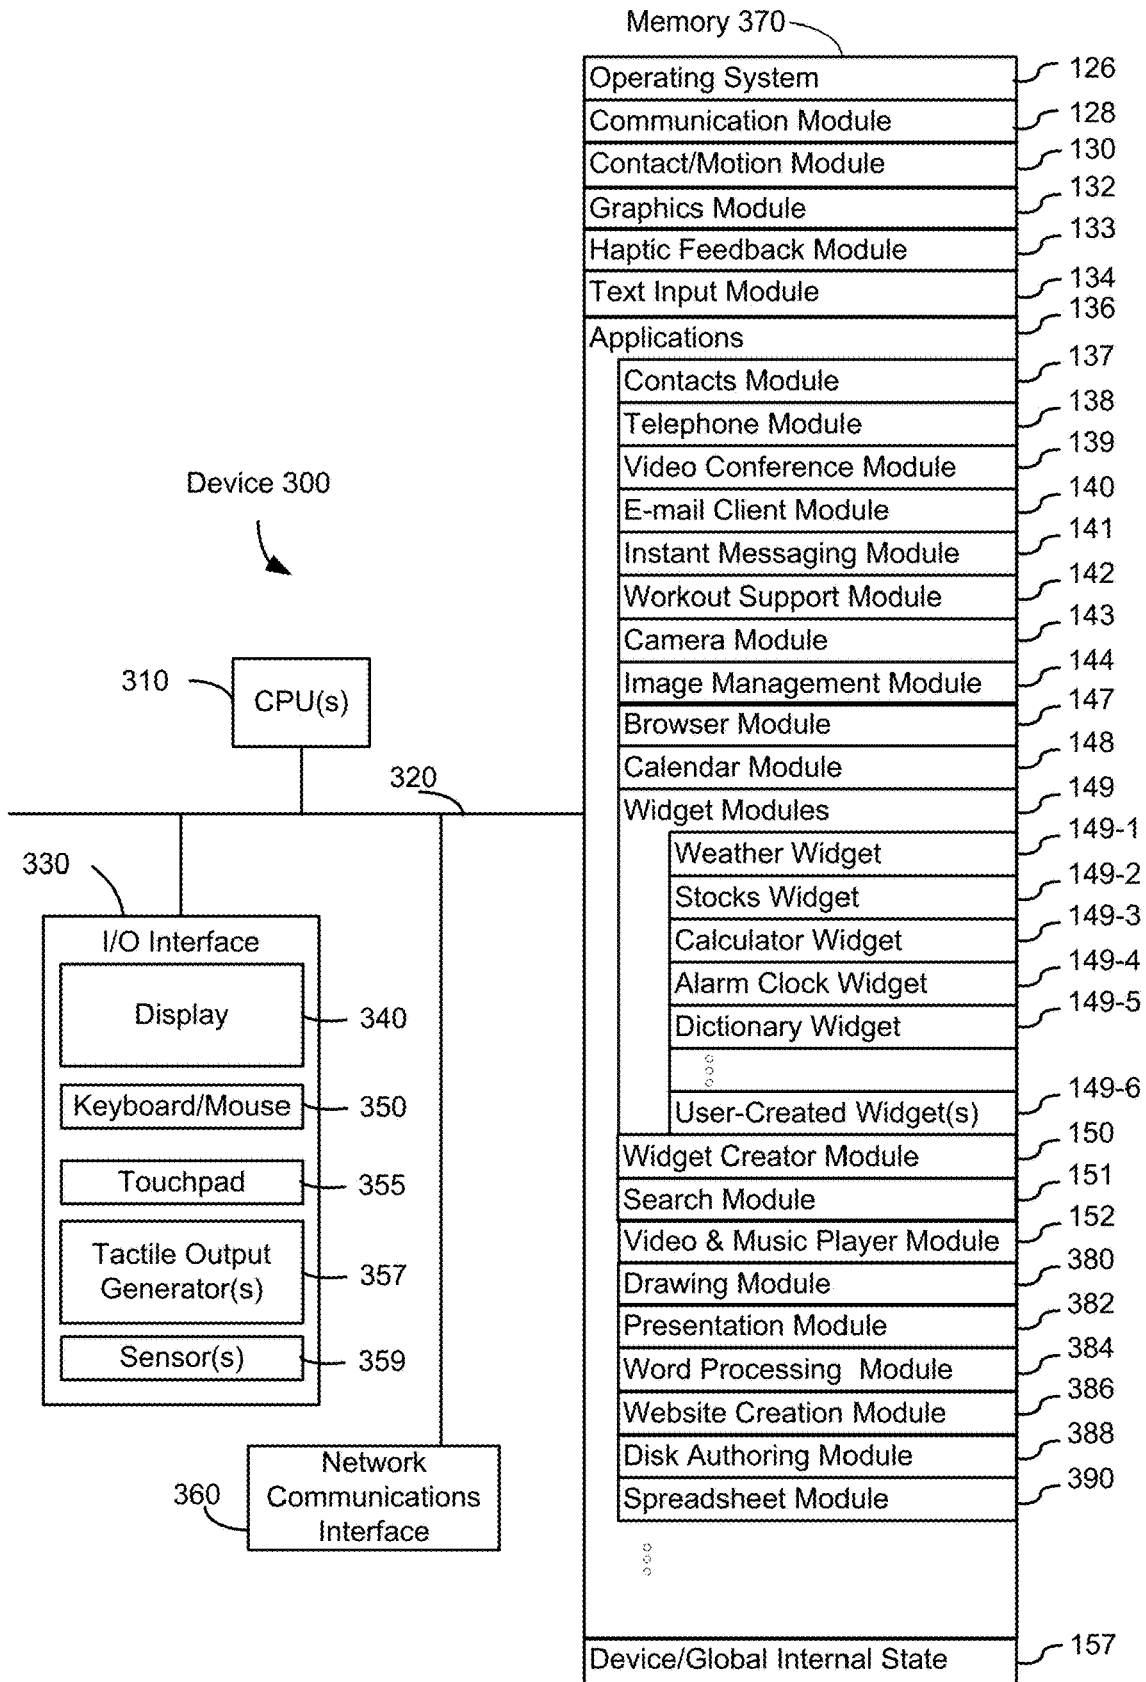 Memory 370
Operating System 126
Communication Module 128
Contact/Motion Module 130
Graphics Module 132
Haptic Feedback Module 133
Text Input Module 134
Applications 136
Contacts Module 137
Telephone Module 138
Video Conference Module 139
E-mail Client Module 140
Instant Messaging Module 141
Workout Support Module 142
Camera Module 143
Image Management Module 144
Browser Module 147
Calendar Module 148
Widget Modules 149
Weather Widget 149-1
Stocks Widget 149-2
Calculator Widget 149-3
Alarm Clock Widget 149-4
Dictionary Widget 149-5
User-Created Widget(s) 149-6
Widget Creator Module 150
Search Module 151
Video & Music Player Module 152
Drawing Module 380
Presentation Module 382
Word Processing Module 384
Website Creation Module 386
Disk Authoring Module 388
Spreadsheet Module 390
Device/Global Internal State 157
Device 300
310
CPU(s)
320
330
I/O Interface
Display 340
Keyboard/Mouse 350
Touchpad 355
Tactile Output
Generator(s) 357
Sensor(s) 359
360
Network
Communications
Interface